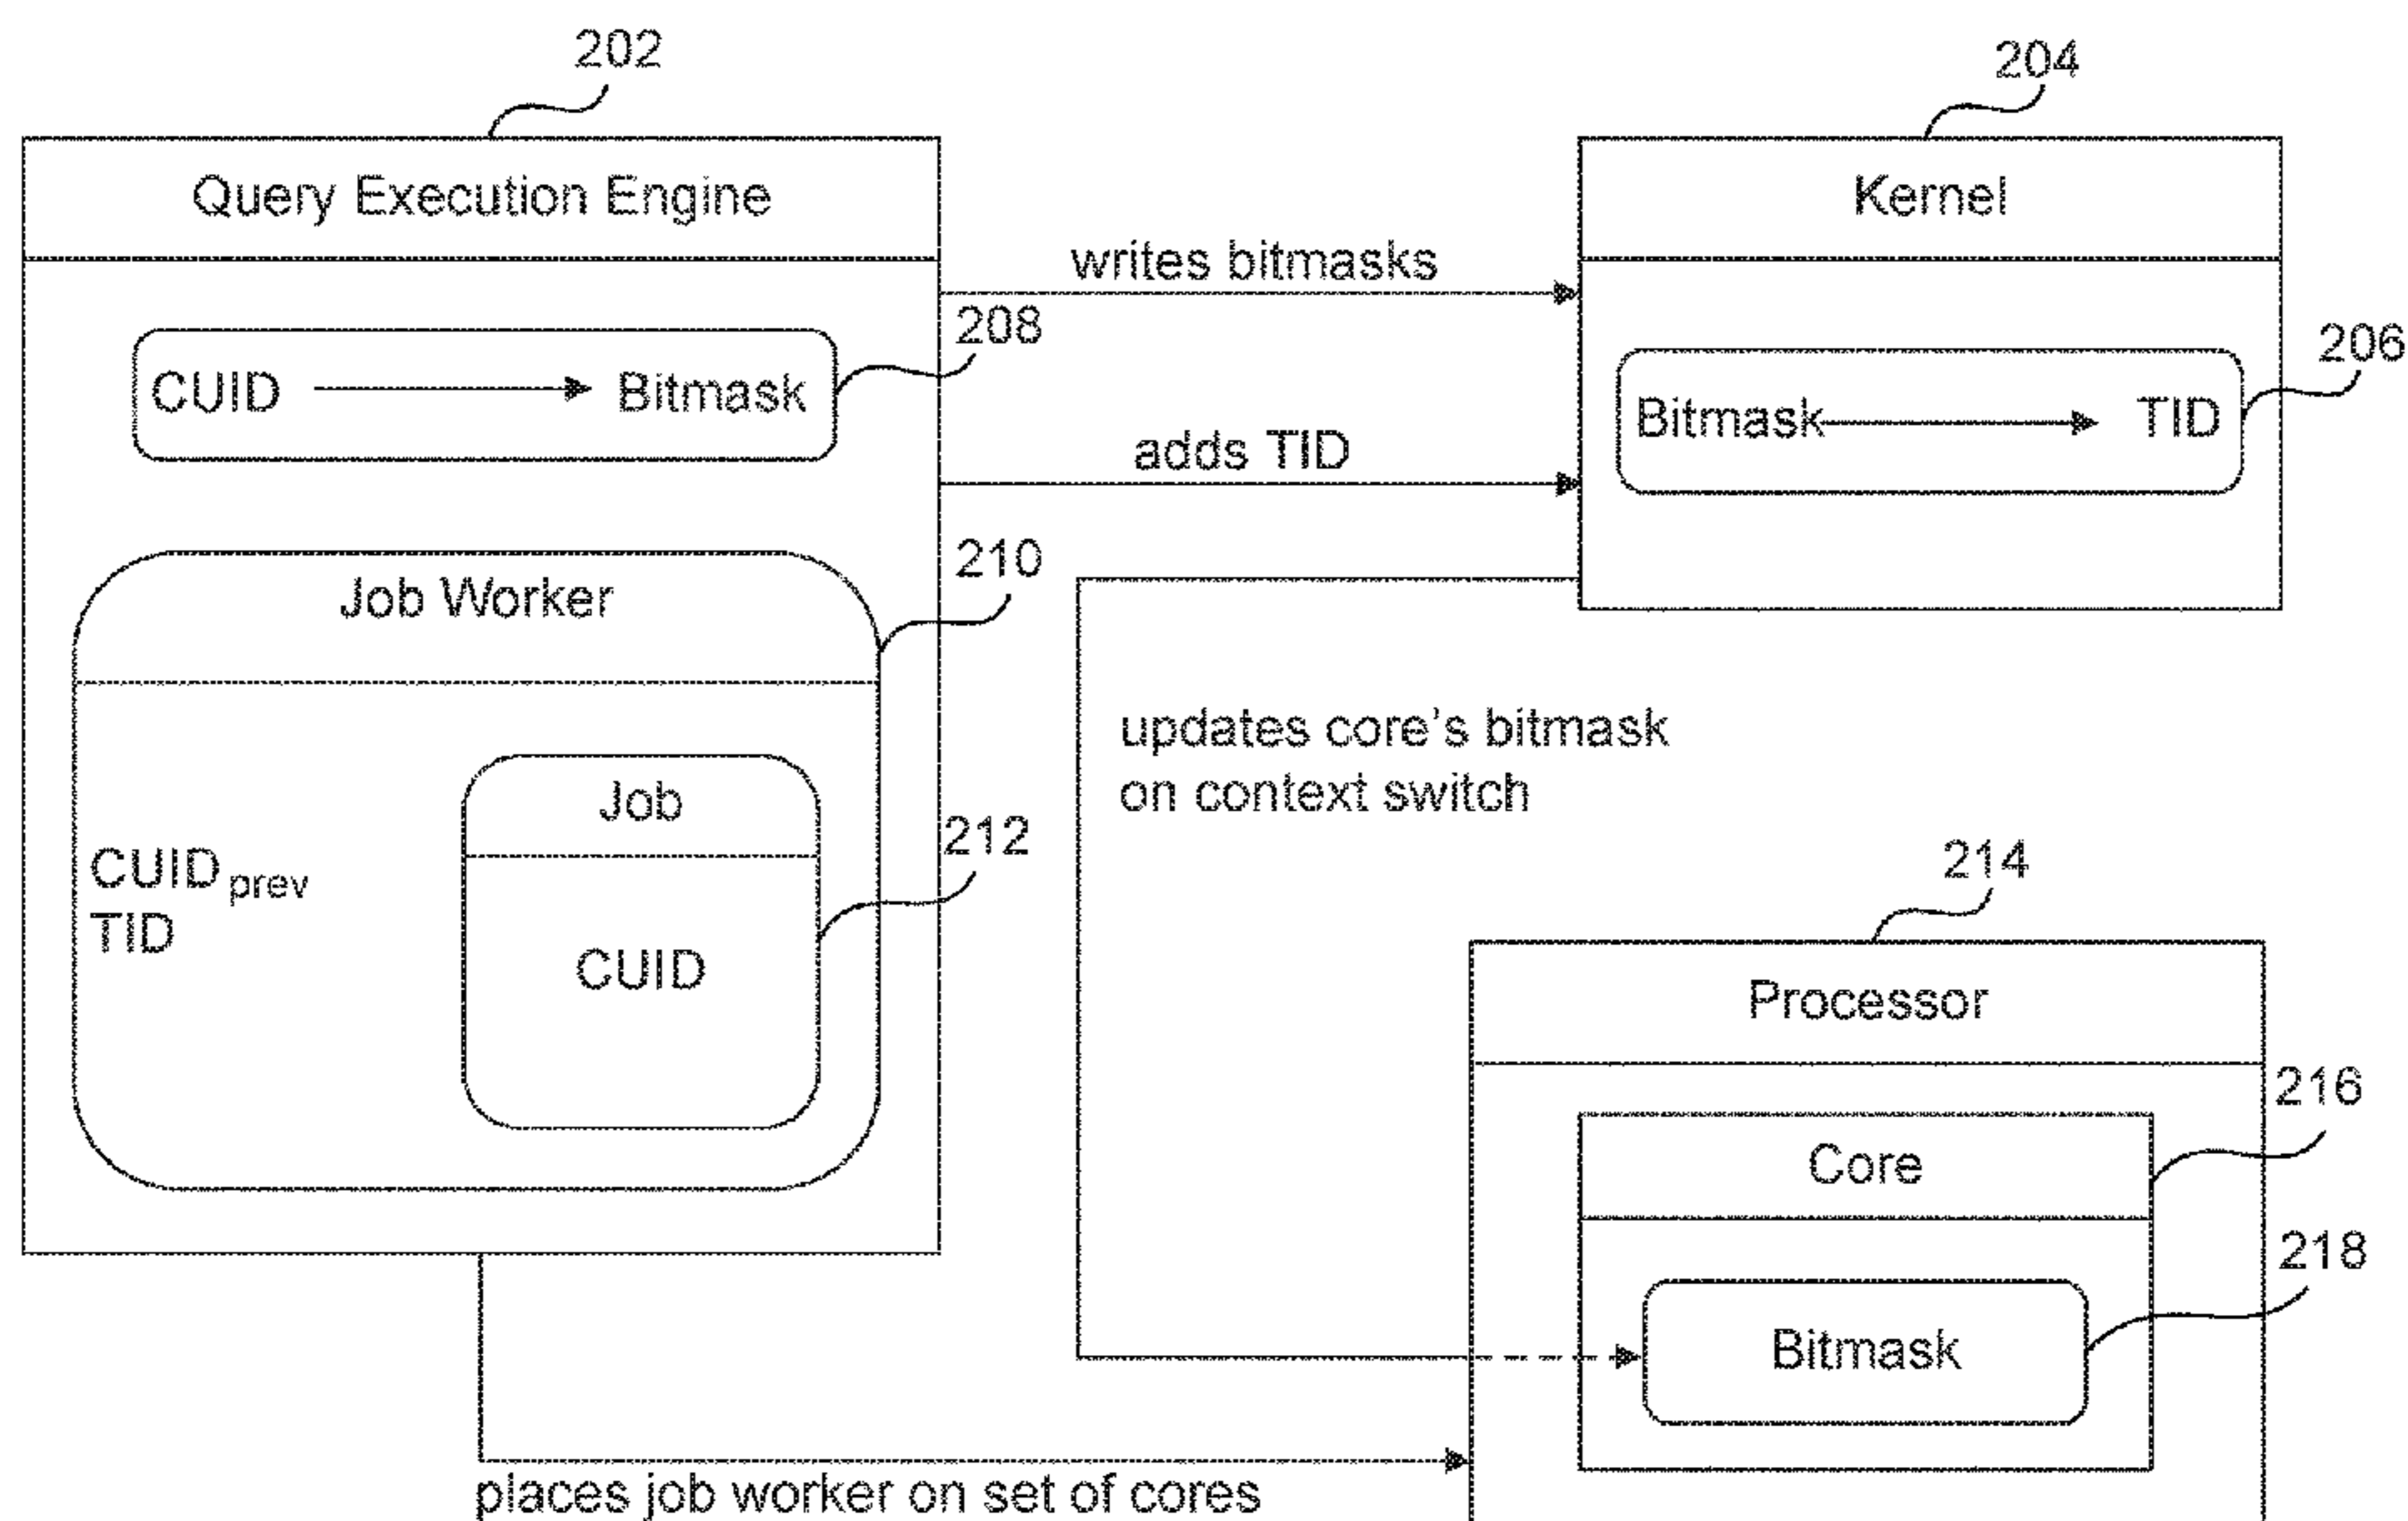 202
204
Query Execution Engine
Kernel
writes bitmasks
208
206
CUID Bitmask
Bitmask TID
adds TID
210
Job Worker
updates core's bitmask
on context switch
Job
212
CUID prev
TID
CUID
214
Processor
216
Core
218
Bitmask
places job worker on set of cores